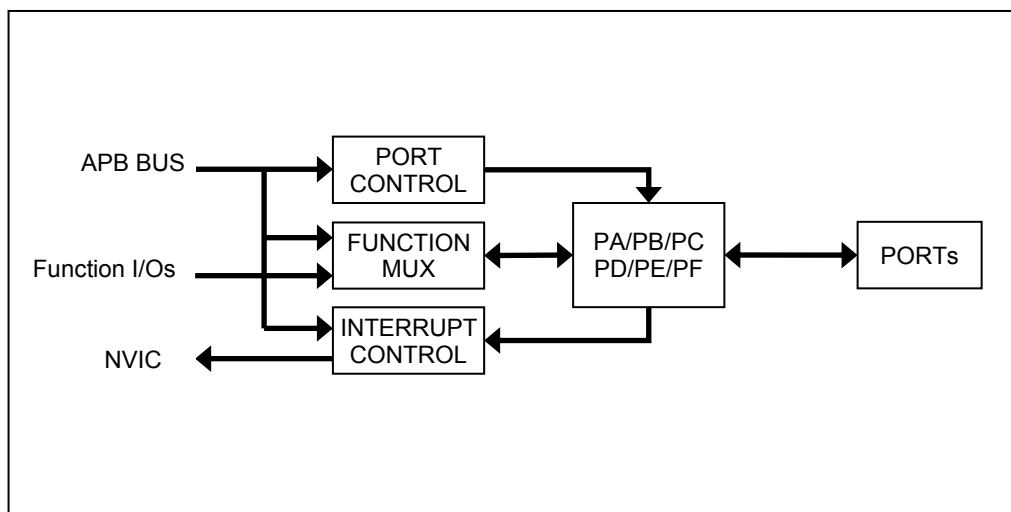 APB BUS
PORT
CONTROL
Function I/Os
FUNCTION
MUX
NVIC
INTERRUPT
CONTROL
PA/PB/PC
PD/PE/PF
PORTs